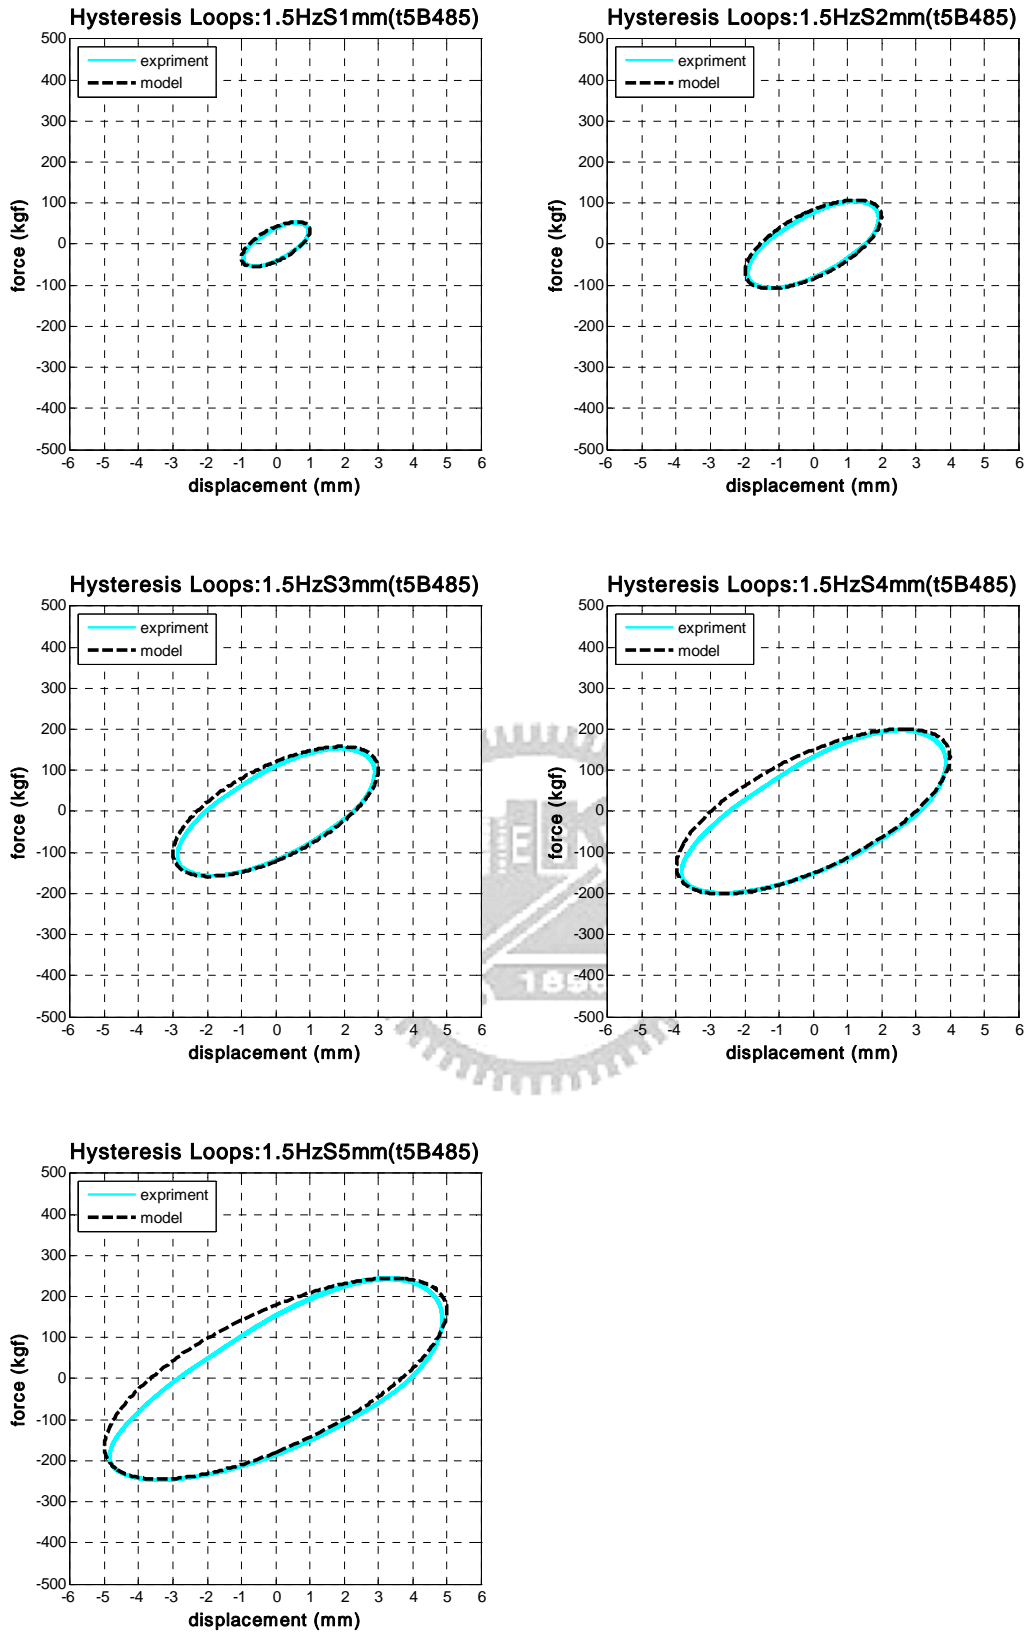 Hysteresis Loops:1.5HzS1mm(t5B485)
500
400
300
200
100
0
-100
-200
-300
-400
-500
force (kgf)
expriment
model
-6 -5 -4 -3 -2 -1 0 1 2 3 4 5 6
displacement (mm)
Hysteresis Loops:1.5HzS2mm(t5B485)
500
400
300
200
100
0
-100
-200
-300
-400
-500
force (kgf)
expriment
model
-6 -5 -4 -3 -2 -1 0 1 2 3 4 5 6
displacement (mm)
Hysteresis Loops:1.5HzS3mm(t5B485)
500
400
300
200
100
0
-100
-200
-300
-400
-500
force (kgf)
expriment
model
-6 -5 -4 -3 -2 -1 0 1 2 3 4 5 6
displacement (mm)
Hysteresis Loops:1.5HzS4mm(t5B485)
500
400
300
200
100
0
-100
-200
-300
-400
-500
force (kgf)
expriment
model
-6 -5 -4 -3 -2 -1 0 1 2 3 4 5 6
displacement (mm)
Hysteresis Loops:1.5HzS5mm(t5B485)
500
400
300
200
100
0
-100
-200
-300
-400
-500
force (kgf)
expriment
model
-6 -5 -4 -3 -2 -1 0 1 2 3 4 5 6
displacement (mm)